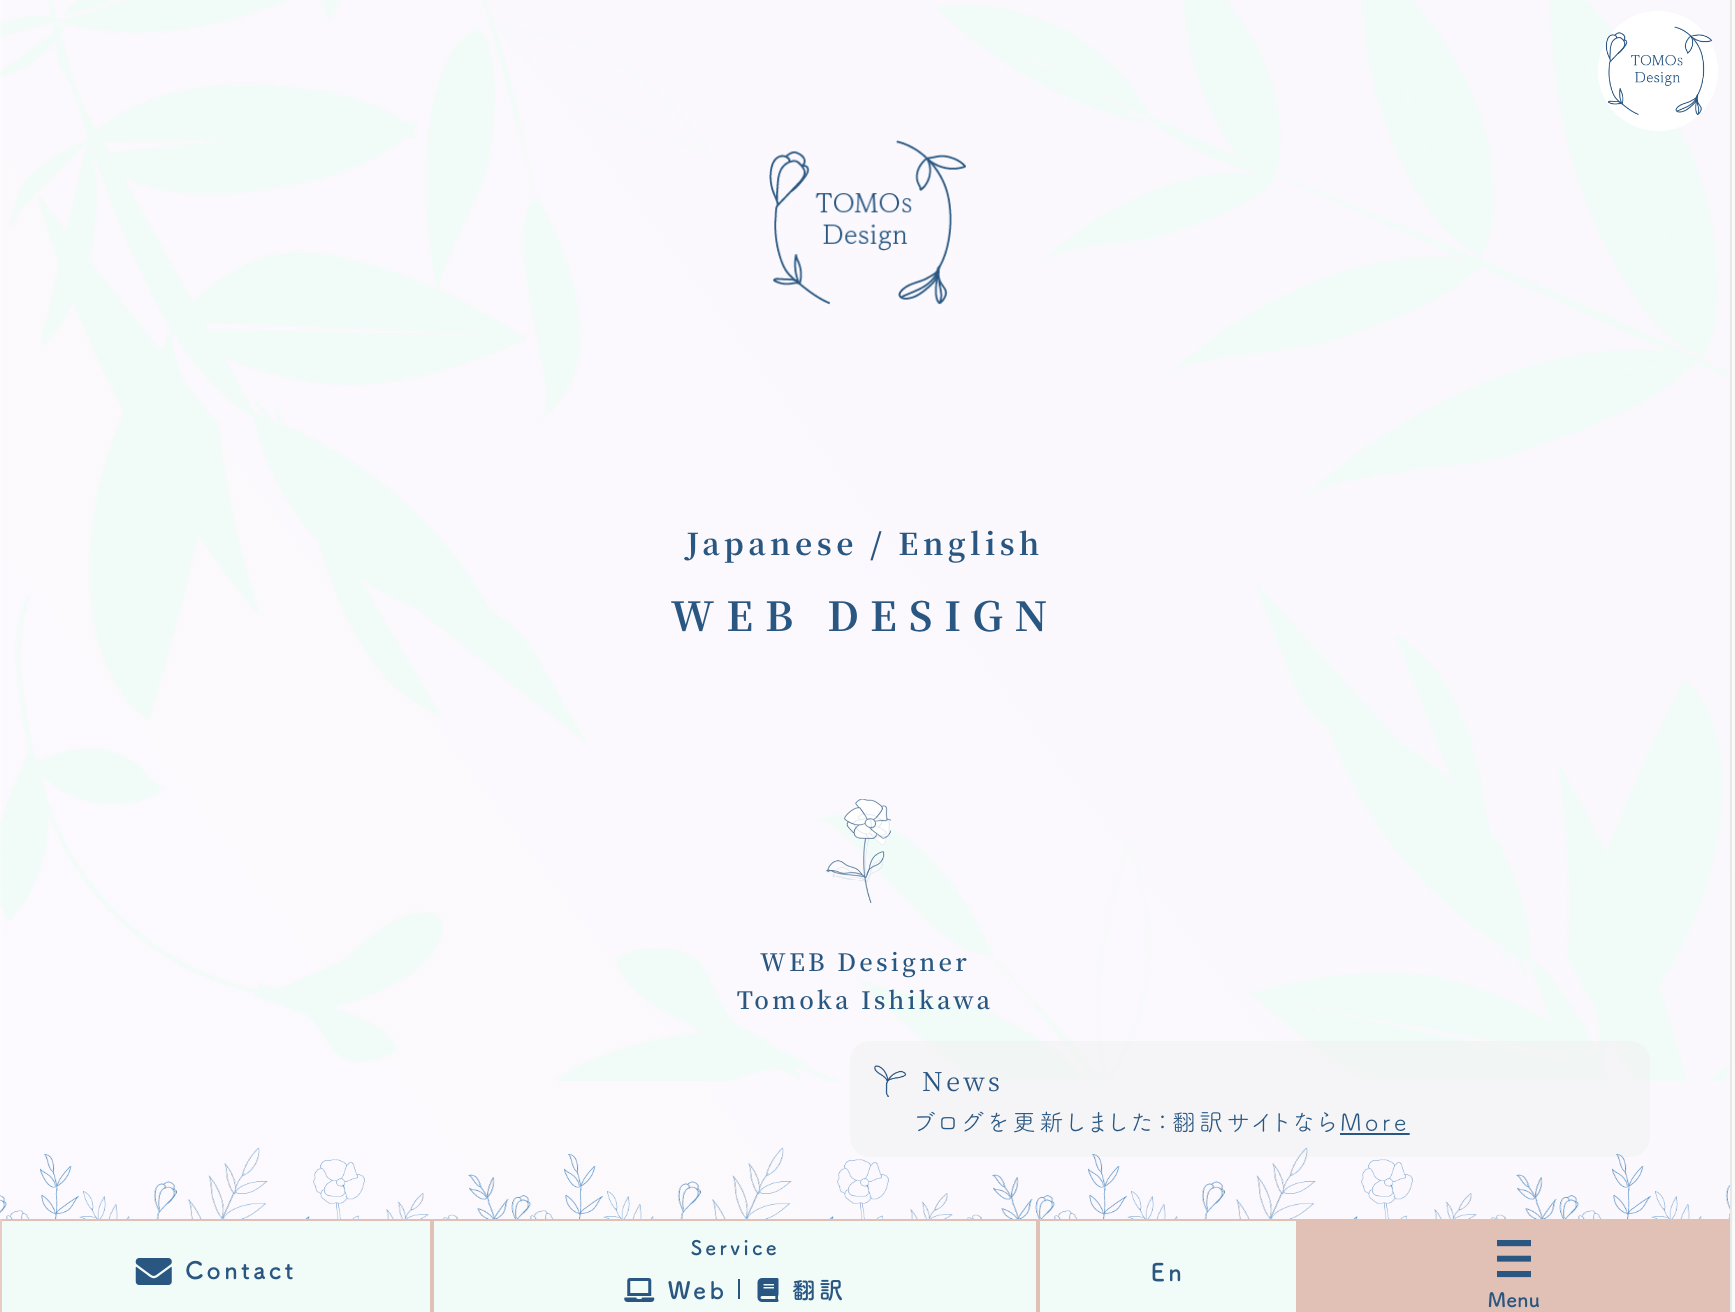 TOMOs
Design
TOMOs
Design
Japanese / English
WEB DESIGN
WEB Designer
Tomoka Ishikawa
News
ブログを更新しました：翻訳サイトならMore
Contact
Service
Web | 翻訳
En
Menu